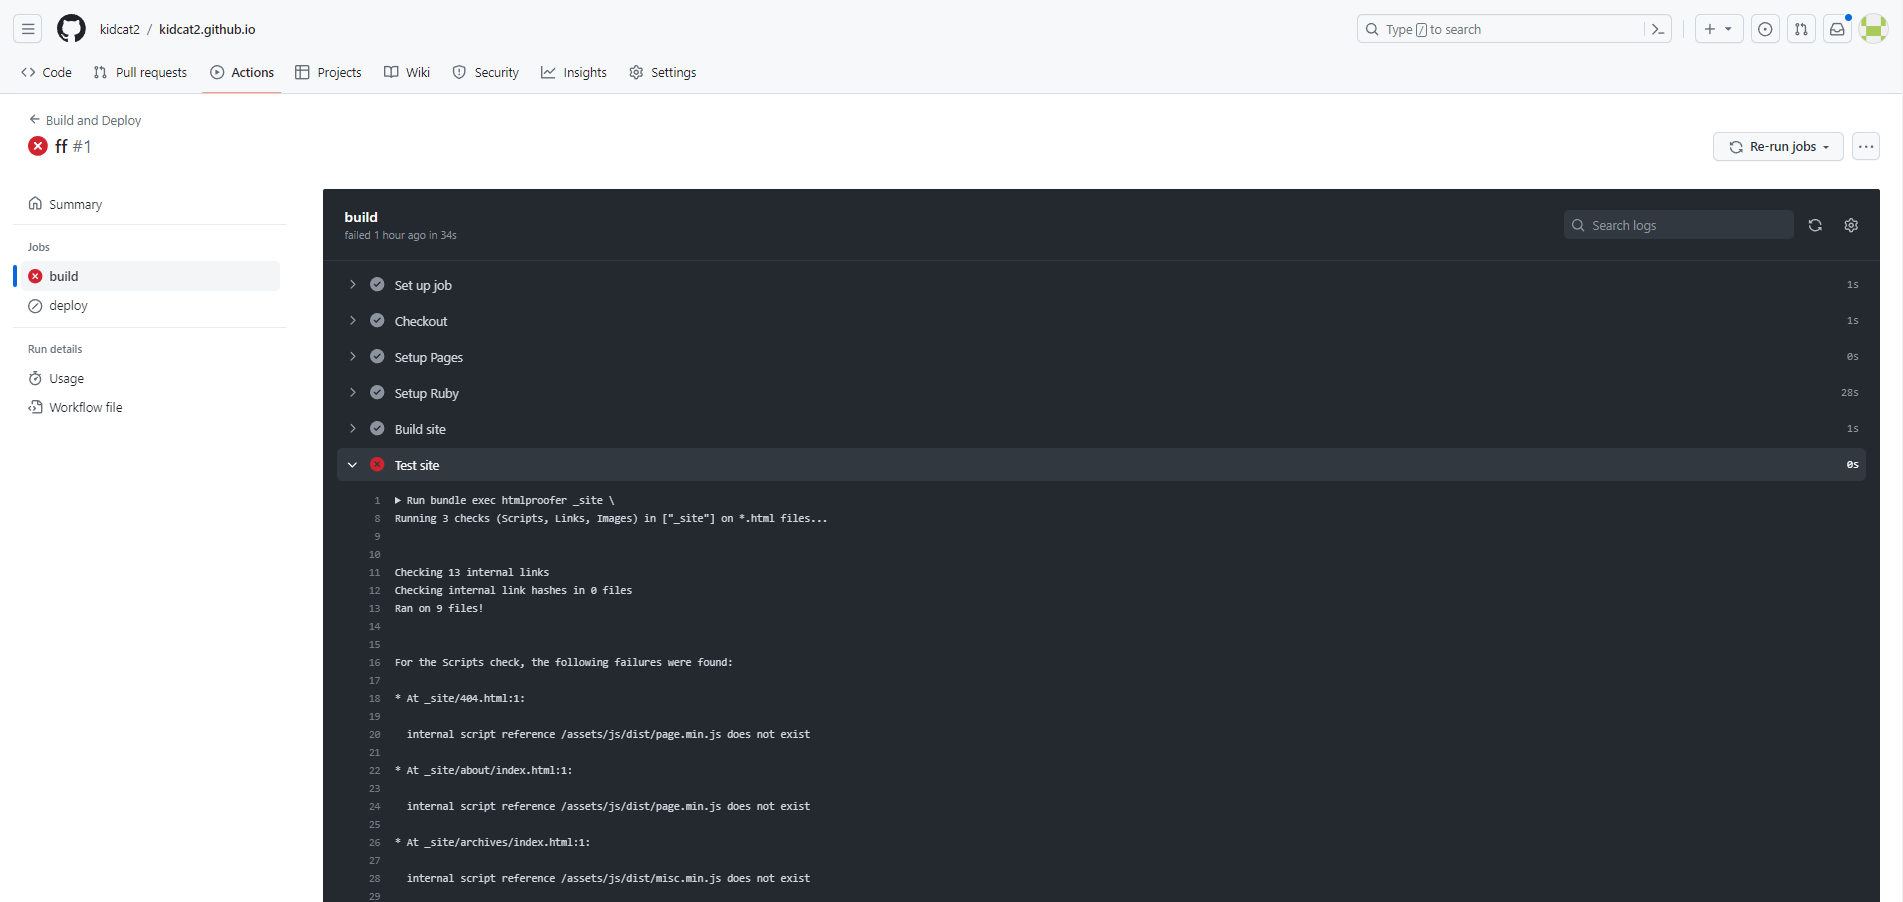 kidcat2 / kidcat2.github.io
Type / to search
Code Pull requests Actions Projects Wiki Security Insights Settings
Build and Deploy
ff #1
Re-run jobs
Summary
Jobs
build
deploy
Run details
Usage
Workflow file
build
failed 1 hour ago in 34s
Search logs
Set up job 1s
Checkout 1s
Setup Pages 0s
Setup Ruby 28s
Build site 1s
Test site 0s
1 ▶ Run bundle exec htmlproofer _site \
8 Running 3 checks (Scripts, Links, Images) in ["_site"] on *.html files...
9
10
11 Checking 13 internal links
12 Checking internal link hashes in 0 files
13 Ran on 9 files!
14
15
16 For the Scripts check, the following failures were found:
17
18 * At _site/404.html:1:
19
20 internal script reference /assets/js/dist/page.min.js does not exist
21
22 * At _site/about/index.html:1:
23
24 internal script reference /assets/js/dist/page.min.js does not exist
25
26 * At _site/archives/index.html:1:
27
28 internal script reference /assets/js/dist/misc.min.js does not exist
29